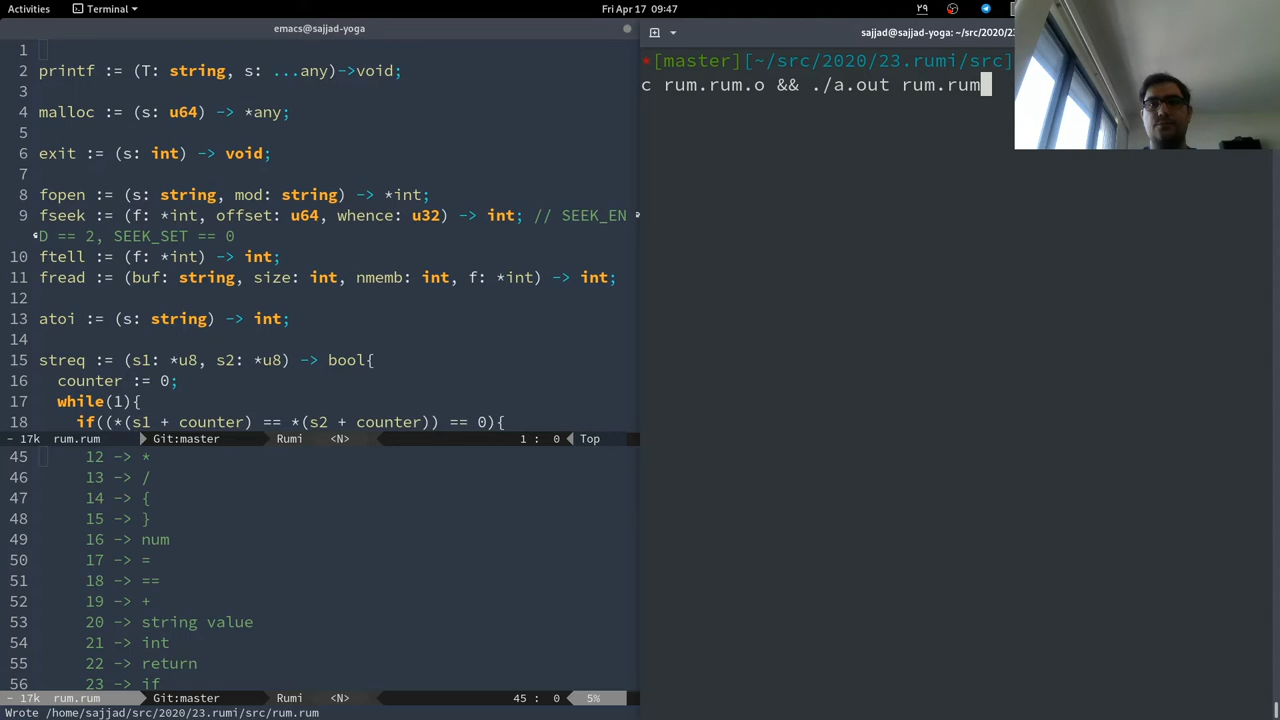 Activities Terminal Fri Apr 17 09:47 ۲۹
emacs@sajjad-yoga
1
2 printf := (T: string, s: ...any)->void;
3
4 malloc := (s: u64) -> *any;
5
6 exit := (s: int) -> void;
7
8 fopen := (s: string, mod: string) -> *int;
9 fseek := (f: *int, offset: u64, whence: u32) -> int; // SEEK_EN
D == 2, SEEK_SET == 0
10 ftell := (f: *int) -> int;
11 fread := (buf: string, size: int, nmemb: int, f: *int) -> int;
12
13 atoi := (s: string) -> int;
14
15 streq := (s1: *u8, s2: *u8) -> bool{
16 counter := 0;
17 while(1){
18 if((*(s1 + counter) == *(s2 + counter)) == 0){
- 17k rum.rum Git:master Rumi <N> 1 : 0 Top
45 12 -> *
46 13 -> /
47 14 -> {
48 15 -> }
49 16 -> num
50 17 -> =
51 18 -> ==
52 19 -> +
53 20 -> string value
54 21 -> int
55 22 -> return
56 23 -> if
- 17k rum.rum Git:master Rumi <N> 45 : 0 5%
Wrote /home/sajjad/src/2020/23.rumi/src/rum.rum
sajjad@sajjad-yoga: ~/src/2020/23
*[master][~/src/2020/23.rumi/src]
c rum.rum.o && ./a.out rum.rum